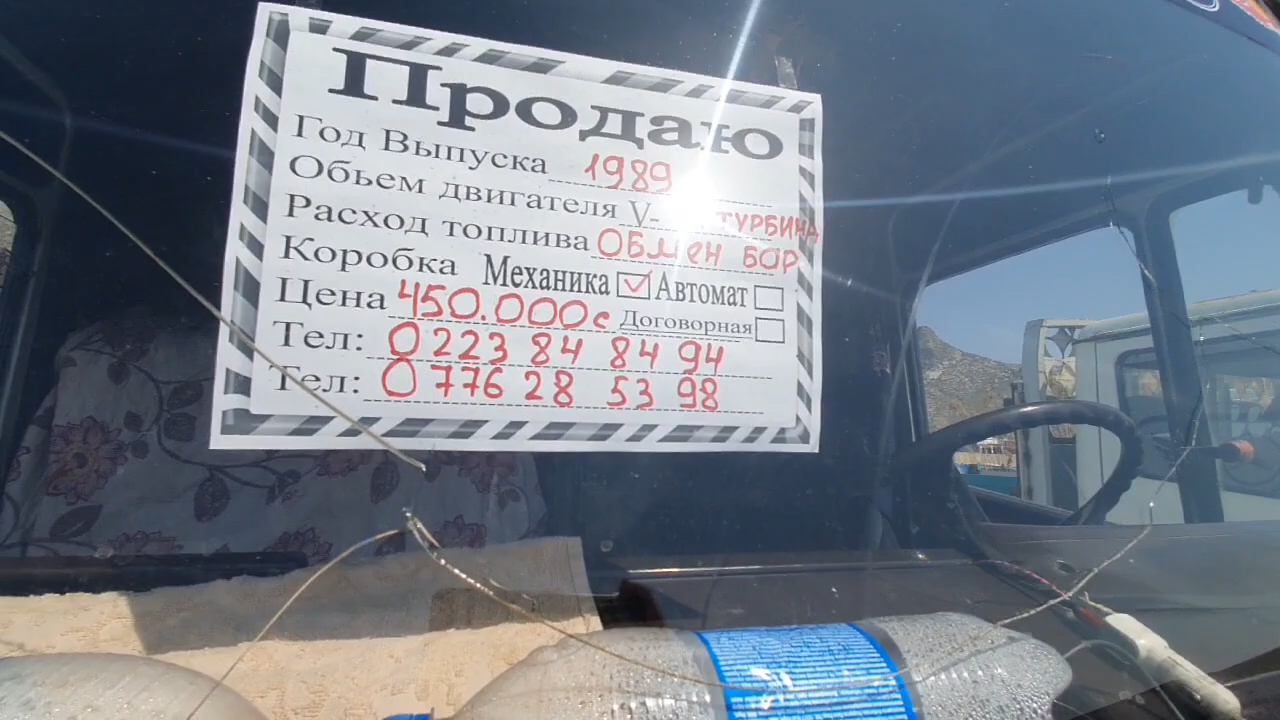 Продаю
Год Выпуска 1989
Обьем двигателя V- ТУРБИНА
Расход топлива ОБМеН БОР
Коробка Механика Автомат
Цена 450.000с Договорная
Тел: 0223 84 84 94
Тел: 0776 28 53 98